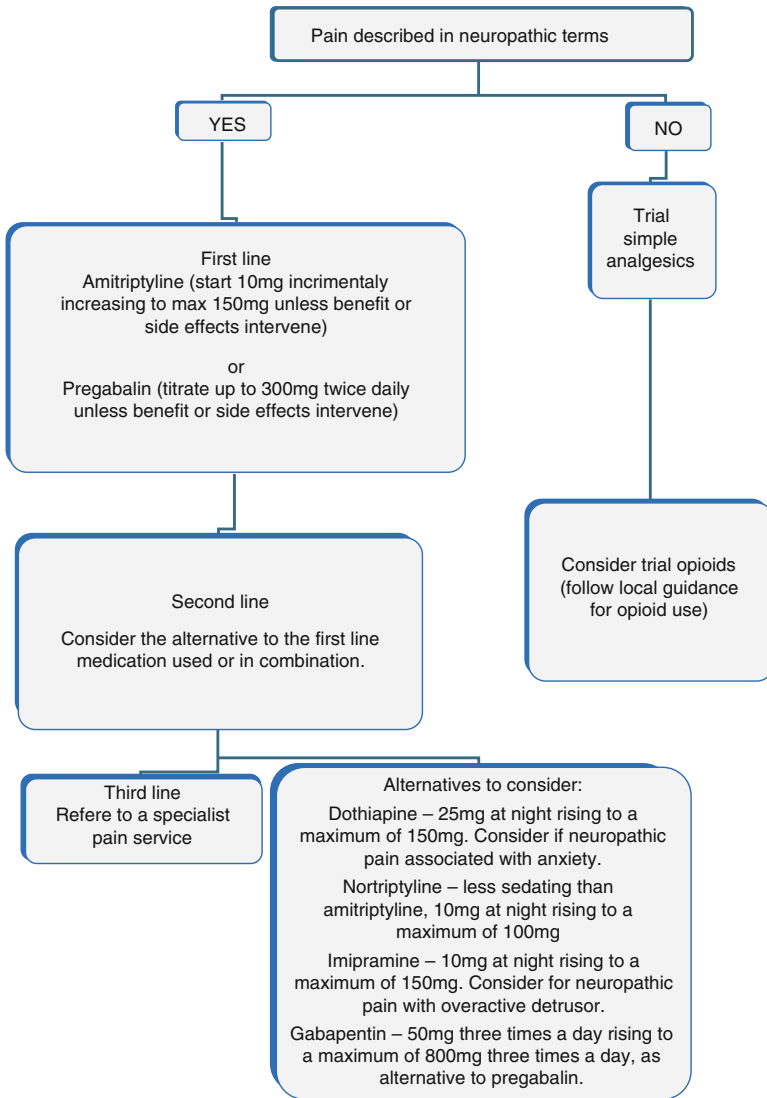 Pain described in neuropathic terms
YES
NO
First line
Amitriptyline (start 10mg incrimentaly
increasing to max 150mg unless benefit or
side effects intervene)
or
Pregabalin (titrate up to 300mg twice daily
unless benefit or side effects intervene)
Trial
simple
analgesics
Second line
Consider the alternative to the first line
medication used or in combination.
Consider trial opioids
(follow local guidance
for opioid use)
Third line
Refere to a specialist
pain service
Alternatives to consider:
Dothiapine – 25mg at night rising to a
maximum of 150mg. Consider if neuropathic
pain associated with anxiety.
Nortriptyline – less sedating than
amitriptyline, 10mg at night rising to a
maximum of 100mg
Imipramine – 10mg at night rising to a
maximum of 150mg. Consider for neuropathic
pain with overactive detrusor.
Gabapentin – 50mg three times a day rising to
a maximum of 800mg three times a day, as
alternative to pregabalin.